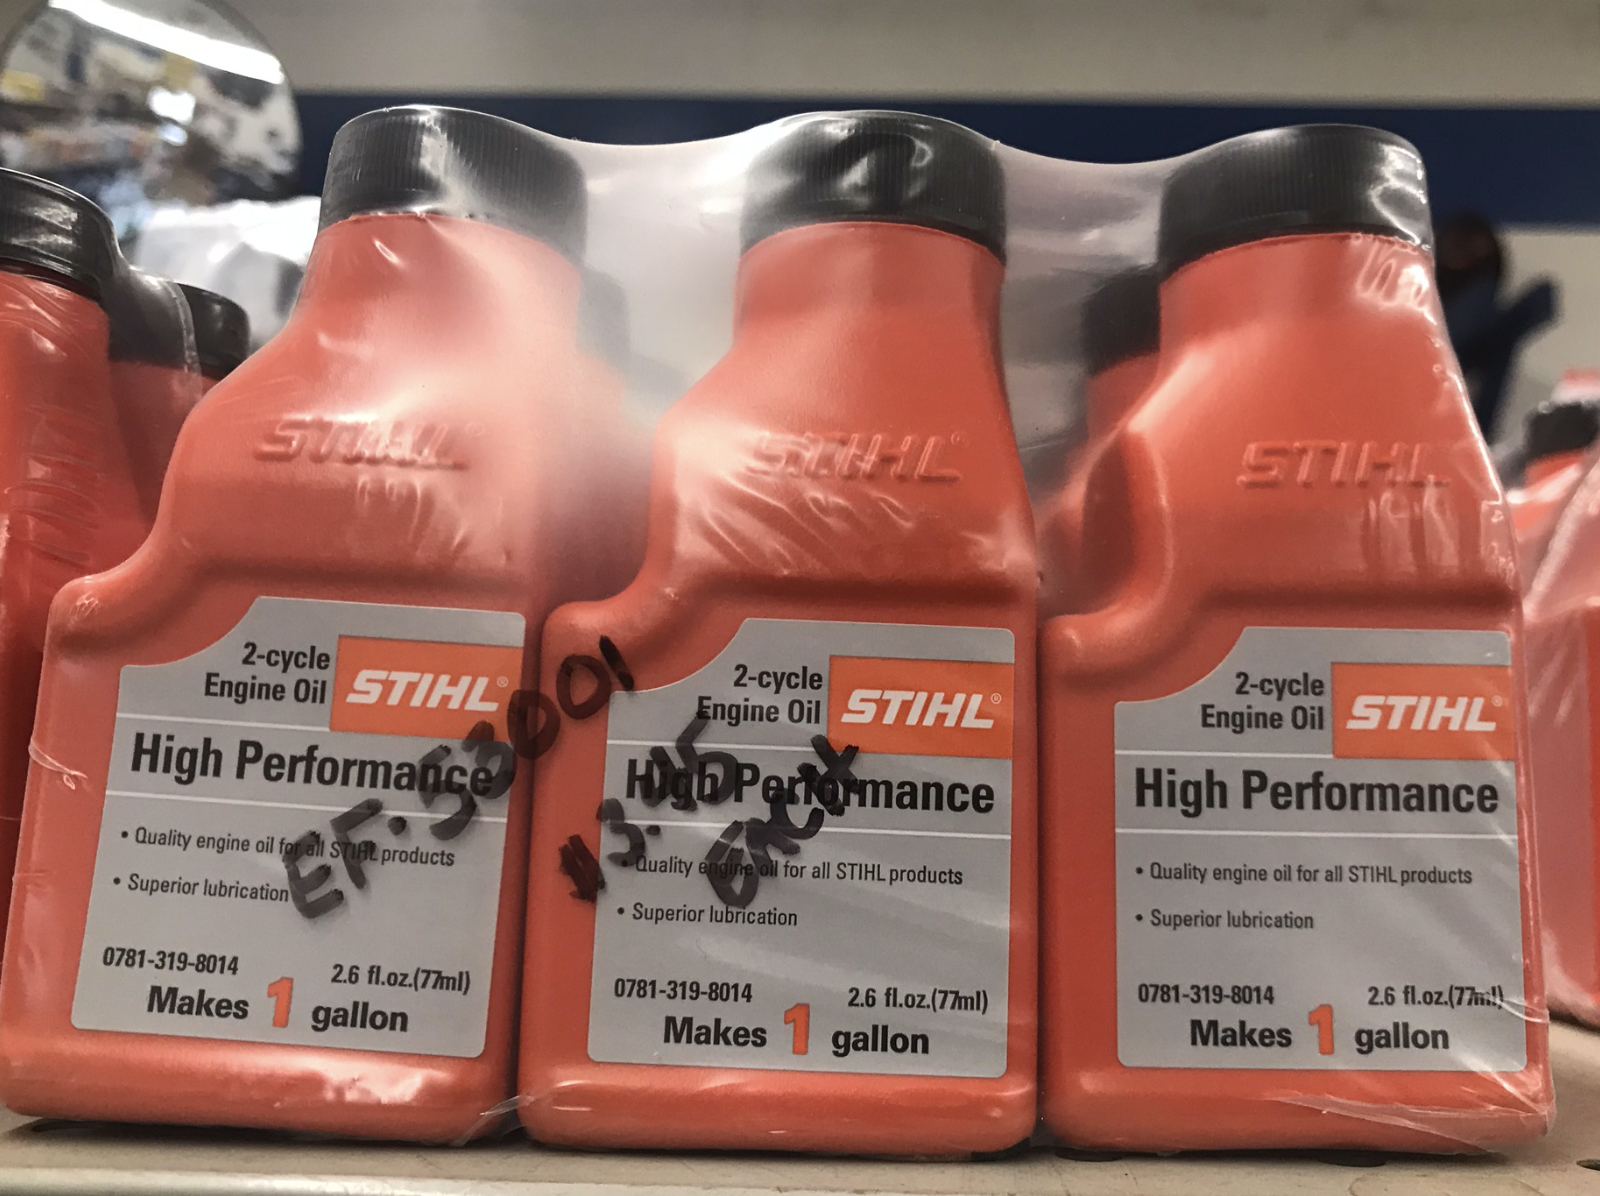 STIHL
2-cycle
Engine Oil
STIHL®
High Performance
• Quality engine oil for all STIHL products
• Superior lubrication
0781-319-8014
2.6 fl.oz.(77ml)
Makes 1 gallon
EF. 53001
STIHL®
2-cycle
Engine Oil
STIHL®
High Performance
• Quality engine oil for all STIHL products
• Superior lubrication
0781-319-8014
2.6 fl.oz.(77ml)
Makes 1 gallon
13.45
STIHL
2-cycle
Engine Oil
STIHL®
High Performance
• Quality engine oil for all STIHL products
• Superior lubrication
0781-319-8014
2.6 fl.oz.(77ml)
Makes 1 gallon